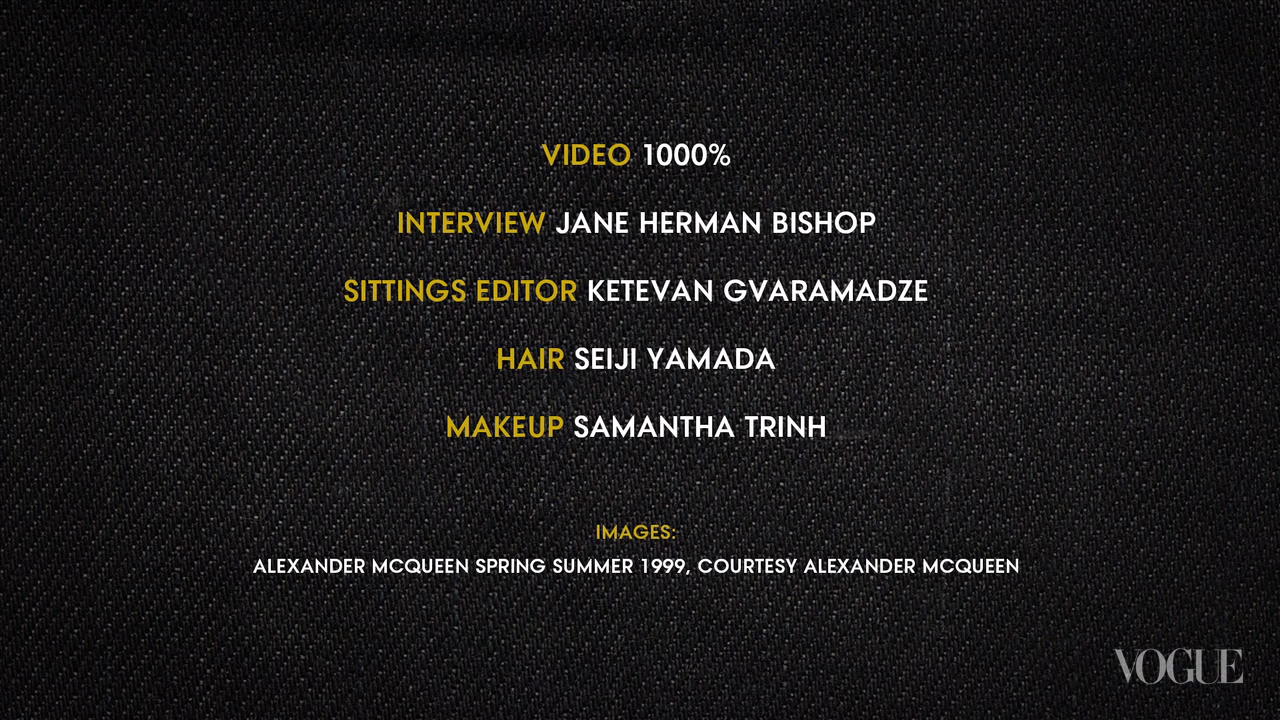 VIDEO 1000%
INTERVIEW JANE HERMAN BISHOP
SITTINGS EDITOR KETEVAN GVARAMADZE
HAIR SEIJI YAMADA
MAKEUP SAMANTHA TRINH
IMAGES:
ALEXANDER MCQUEEN SPRING SUMMER 1999, COURTESY ALEXANDER MCQUEEN
VOGUE